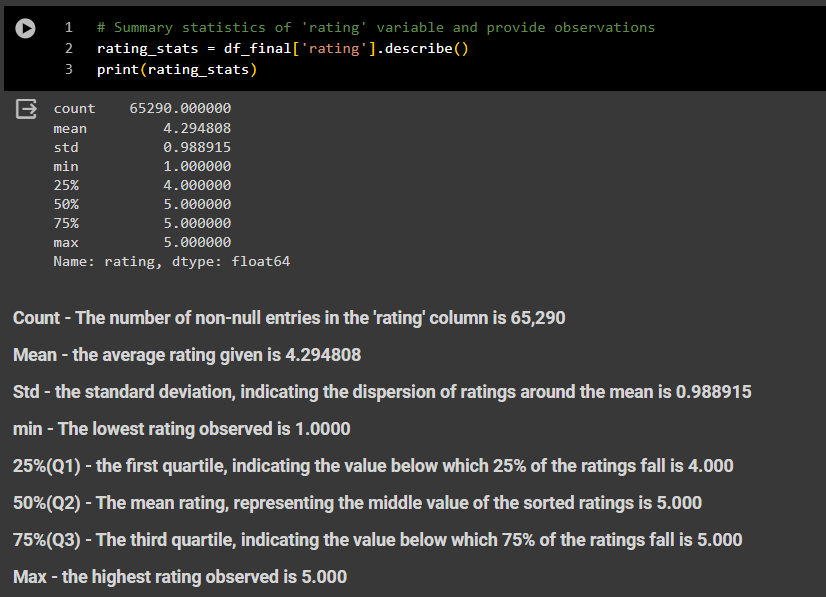 1 # Summary statistics of 'rating' variable and provide observations
2 rating_stats = df_final['rating'].describe()
3 print(rating_stats)
count 65290.000000
mean 4.294808
std 0.988915
min 1.000000
25% 4.000000
50% 5.000000
75% 5.000000
max 5.000000
Name: rating, dtype: float64
Count - The number of non-null entries in the 'rating' column is 65,290
Mean - the average rating given is 4.294808
Std - the standard deviation, indicating the dispersion of ratings around the mean is 0.988915
min - The lowest rating observed is 1.0000
25%(Q1) - the first quartile, indicating the value below which 25% of the ratings fall is 4.000
50%(Q2) - The mean rating, representing the middle value of the sorted ratings is 5.000
75%(Q3) - The third quartile, indicating the value below which 75% of the ratings fall is 5.000
Max - the highest rating observed is 5.000